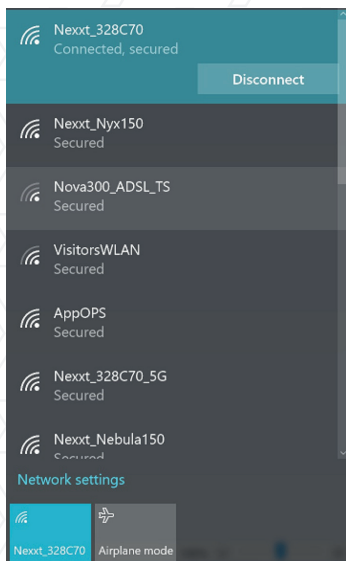 Nexxt_328C70
Connected, secured
Disconnect
Nexxt_Nyx150
Secured
Nova300_ADSL_TS
Secured
VisitorsWLAN
Secured
AppOPS
Secured
Nexxt_328C70_5G
Secured
Nexxt_Nebula150
Secured
Network settings
Nexxt_328C70
Airplane mode